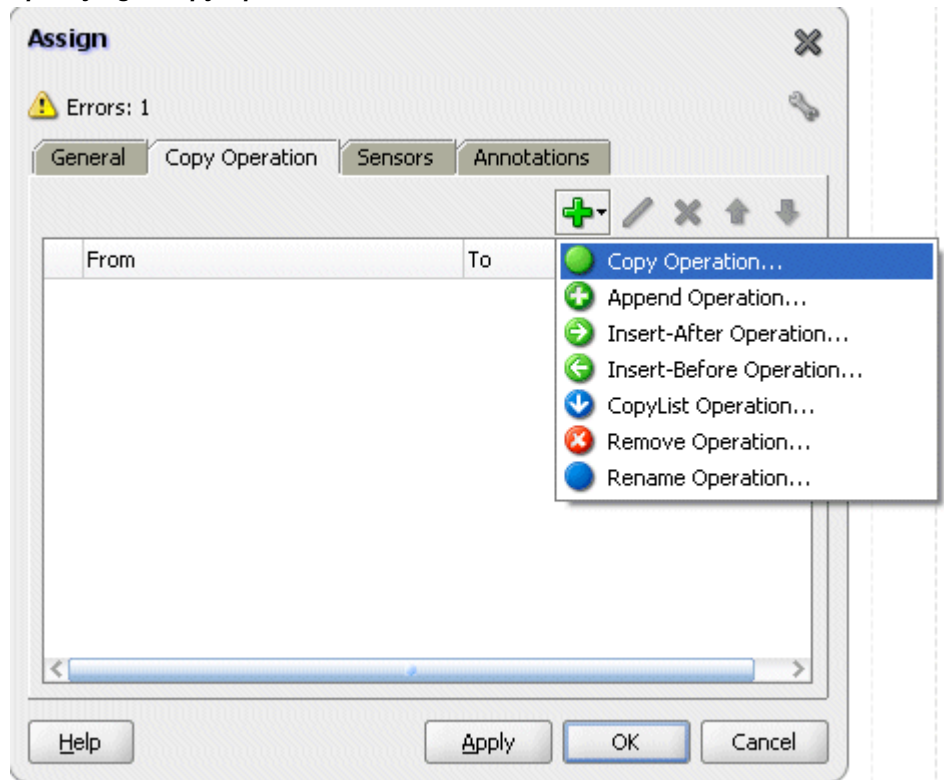 Assign
Errors: 1
General Copy Operation Sensors Annotations
From To
Copy Operation...
Append Operation...
Insert-After Operation...
Insert-Before Operation...
CopyList Operation...
Remove Operation...
Rename Operation...
Help Apply OK Cancel